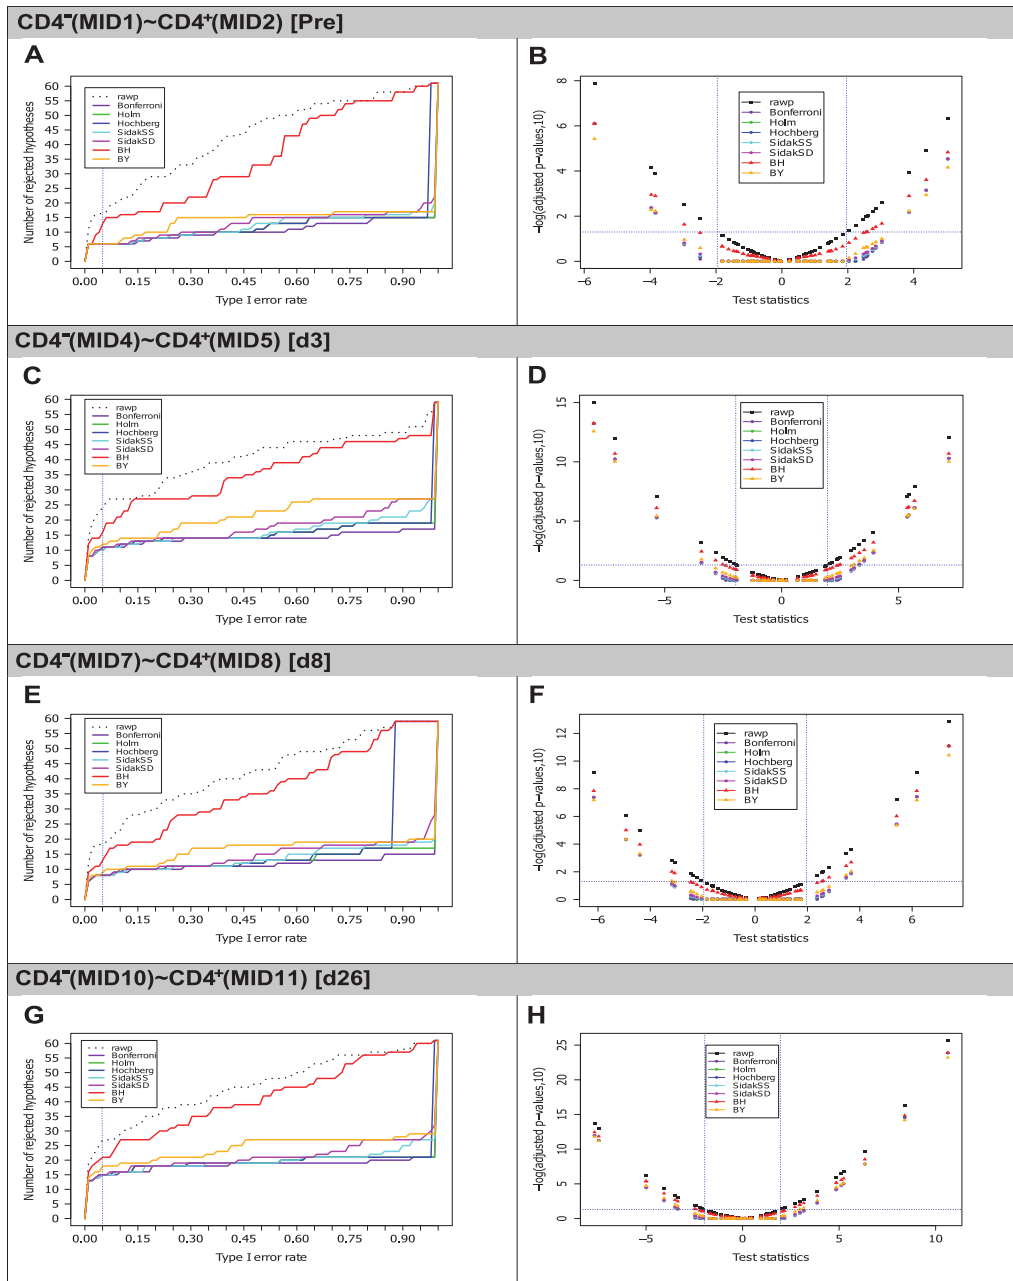 CD4⁻(MID1)~CD4⁺(MID2) [Pre]
A
Number of rejected hypotheses
60
55
50
45
40
35
30
25
20
15
10
5
0
rawp
Bonferroni
Holm
Hochberg
SidakSS
SidakSD
BH
BY
0.00 0.15 0.30 0.45 0.60 0.75 0.90
Type I error rate
B
−log(adjusted p−values,10)
8
6
4
2
0
rawp
Bonferroni
Holm
Hochberg
SidakSS
SidakSD
BH
BY
−6 −4 −2 0 2 4
Test statistics
CD4⁻(MID4)~CD4⁺(MID5) [d3]
C
Number of rejected hypotheses
60
55
50
45
40
35
30
25
20
15
10
5
0
rawp
Bonferroni
Holm
Hochberg
SidakSS
SidakSD
BH
BY
0.00 0.15 0.30 0.45 0.60 0.75 0.90
Type I error rate
D
−log(adjusted p−values,10)
15
10
5
0
rawp
Bonferroni
Holm
Hochberg
SidakSS
SidakSD
BH
BY
−5 0 5
Test statistics
CD4⁻(MID7)~CD4⁺(MID8) [d8]
E
Number of rejected hypotheses
60
55
50
45
40
35
30
25
20
15
10
5
0
rawp
Bonferroni
Holm
Hochberg
SidakSS
SidakSD
BH
BY
0.00 0.15 0.30 0.45 0.60 0.75 0.90
Type I error rate
F
−log(adjusted p−values,10)
12
10
8
6
4
2
0
rawp
Bonferroni
Holm
Hochberg
SidakSS
SidakSD
BH
BY
−6 −4 −2 0 2 4 6
Test statistics
CD4⁻(MID10)~CD4⁺(MID11) [d26]
G
Number of rejected hypotheses
60
55
50
45
40
35
30
25
20
15
10
5
0
rawp
Bonferroni
Holm
Hochberg
SidakSS
SidakSD
BH
BY
0.00 0.15 0.30 0.45 0.60 0.75 0.90
Type I error rate
H
−log(adjusted p−values,10)
25
20
15
10
5
0
rawp
Bonferroni
Holm
Hochberg
SidakSS
SidakSD
BH
BY
−5 0 5 10
Test statistics